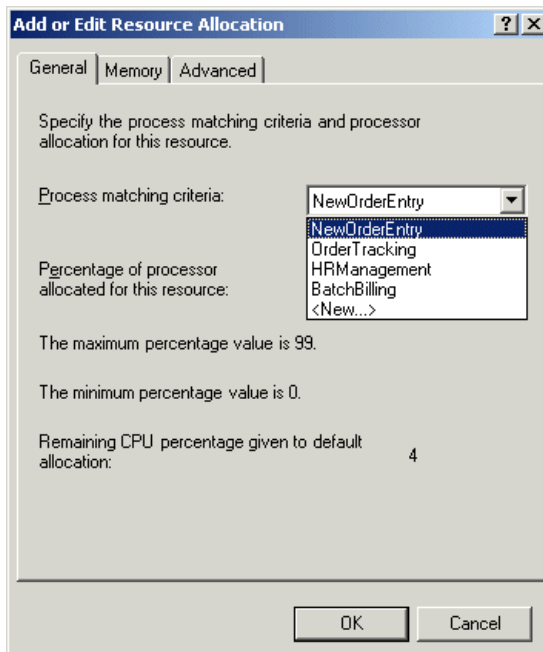 Add or Edit Resource Allocation
General Memory Advanced
Specify the process matching criteria and processor
allocation for this resource.
Process matching criteria: NewOrderEntry
NewOrderEntry
OrderTracking
HRManagement
BatchBilling
<New...>
Percentage of processor
allocated for this resource:
The maximum percentage value is 99.
The minimum percentage value is 0.
Remaining CPU percentage given to default
allocation: 4
OK Cancel